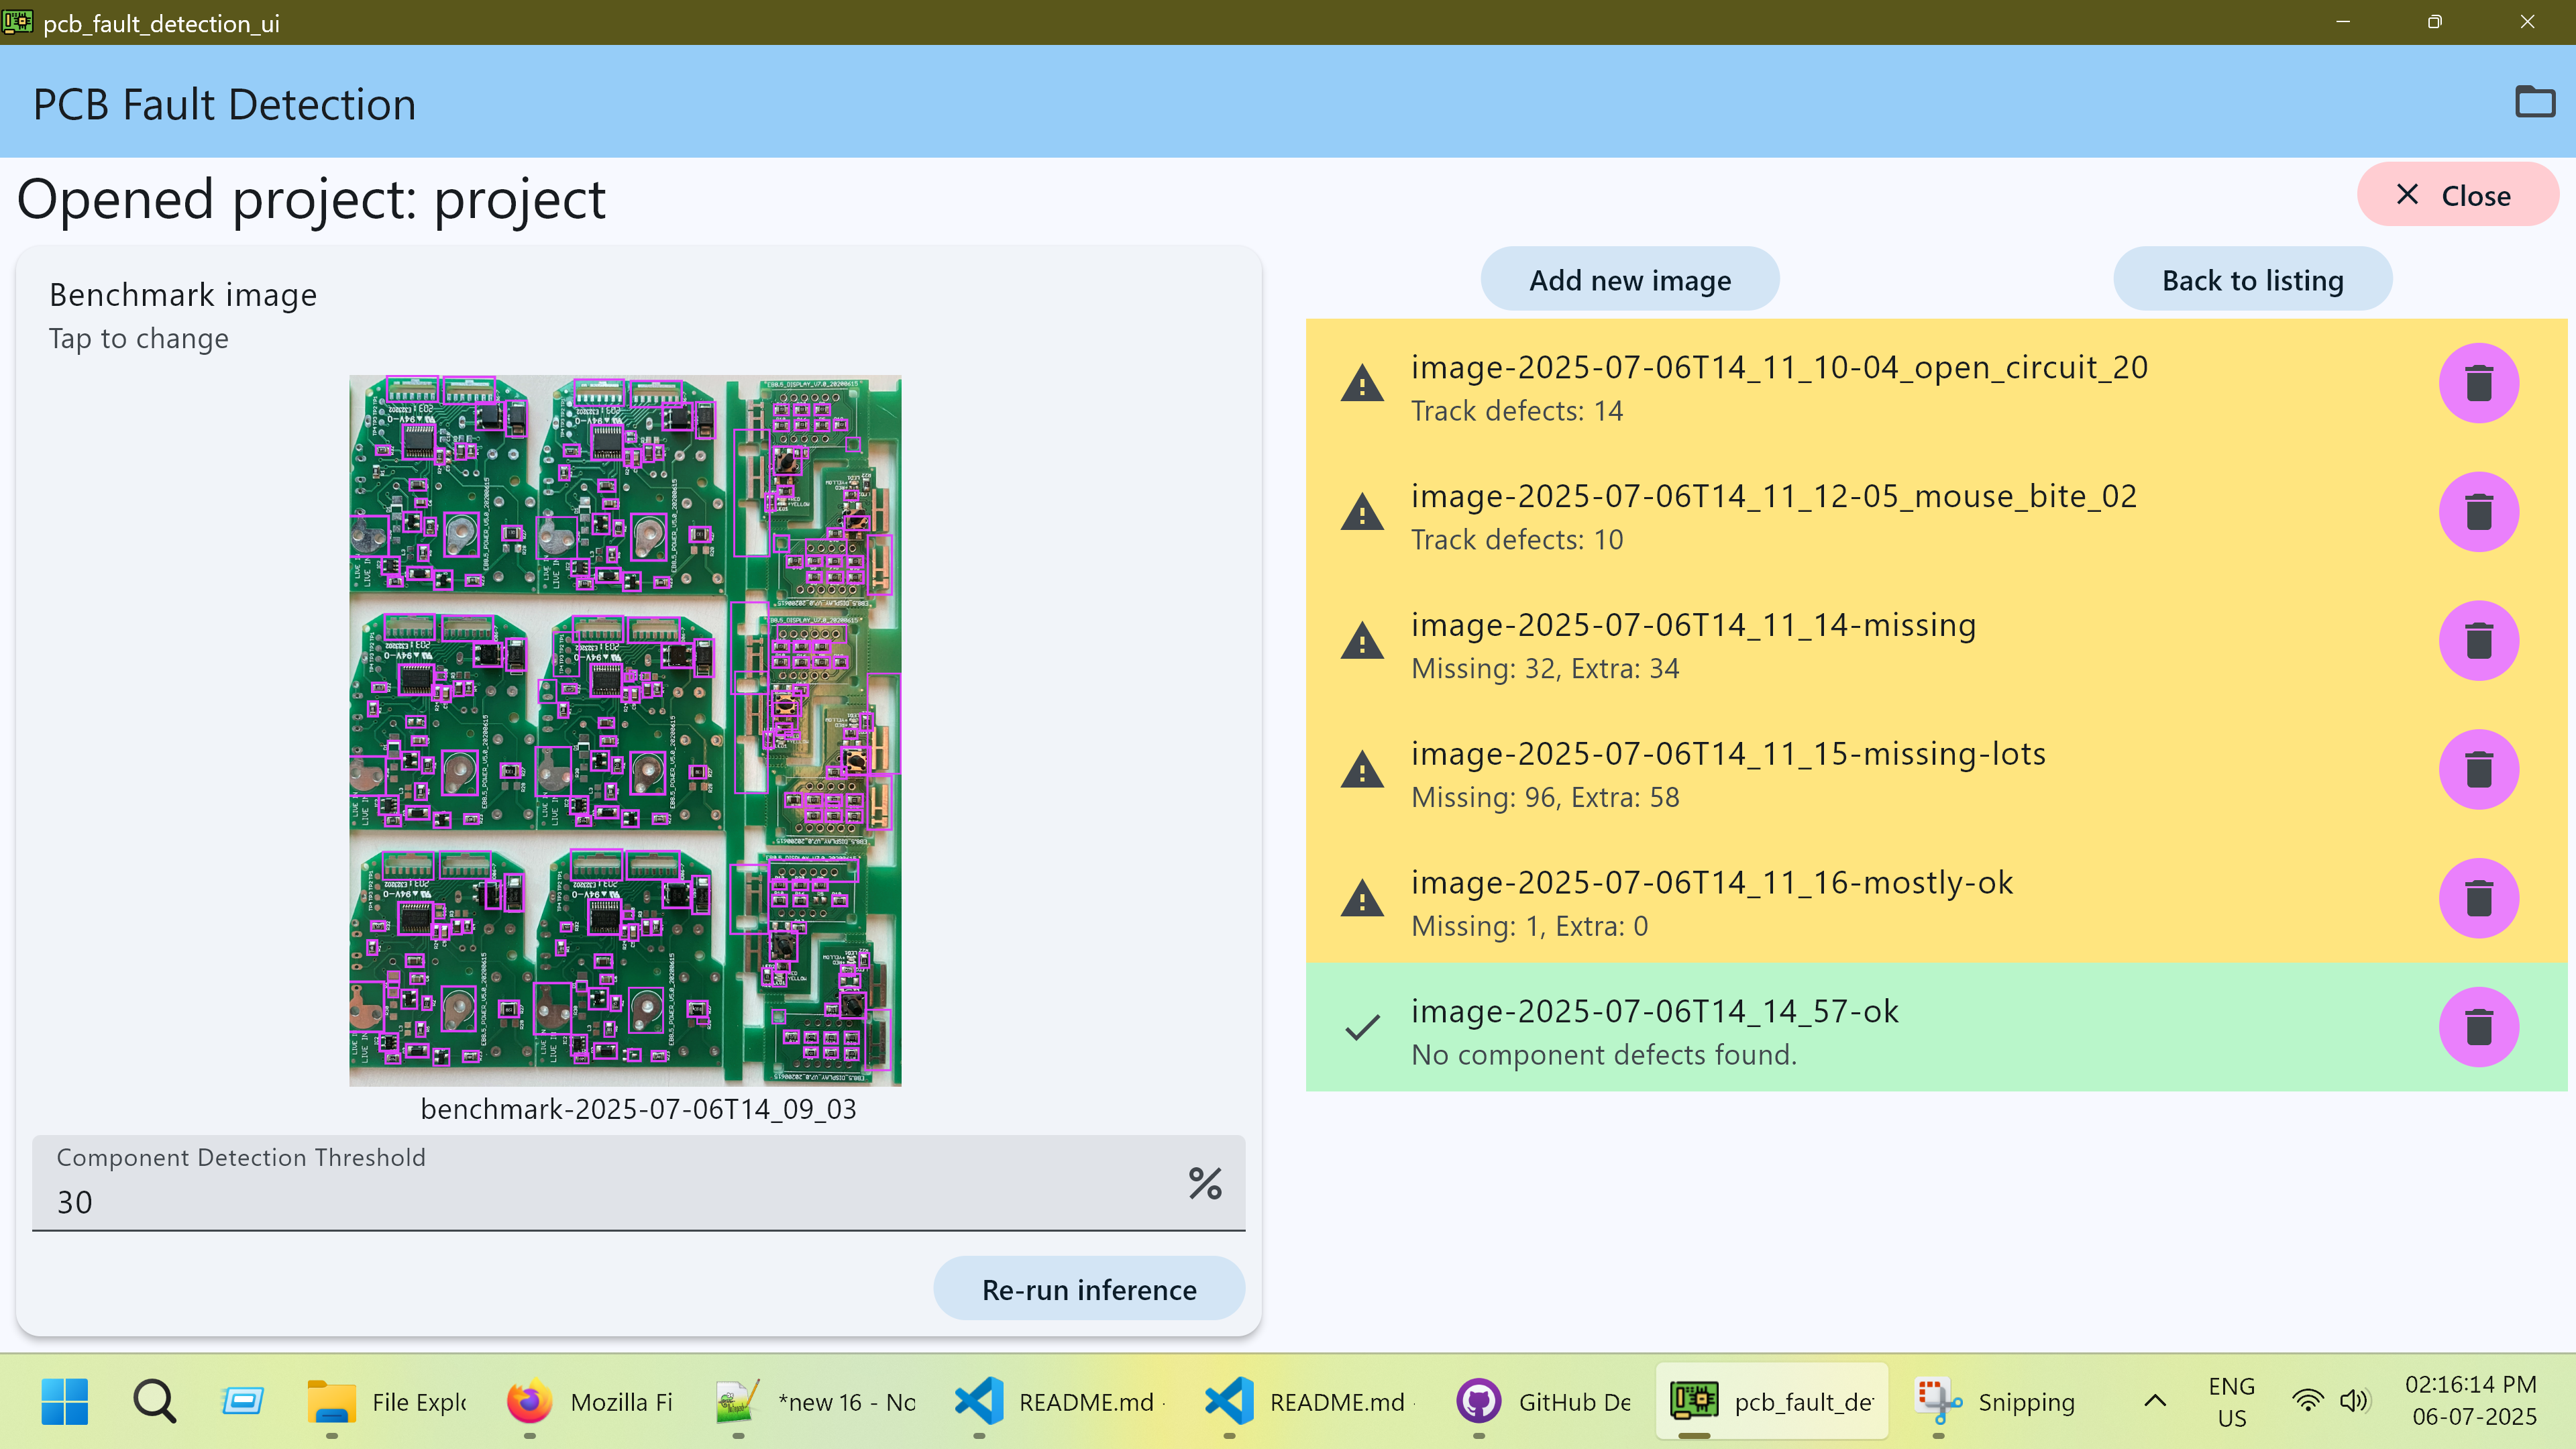 pcb_fault_detection_ui
PCB Fault Detection
Opened project: project
Close
Benchmark image
Tap to change
benchmark-2025-07-06T14_09_03
Component Detection Threshold
30
%
Re-run inference
Add new image
Back to listing
image-2025-07-06T14_11_10-04_open_circuit_20
Track defects: 14
image-2025-07-06T14_11_12-05_mouse_bite_02
Track defects: 10
image-2025-07-06T14_11_14-missing
Missing: 32, Extra: 34
image-2025-07-06T14_11_15-missing-lots
Missing: 96, Extra: 58
image-2025-07-06T14_11_16-mostly-ok
Missing: 1, Extra: 0
image-2025-07-06T14_14_57-ok
No component defects found.
File Explo
Mozilla Fi
*new 16 - No
README.md -
README.md -
GitHub De
pcb_fault_de
Snipping
ENG
US
02:16:14 PM
06-07-2025